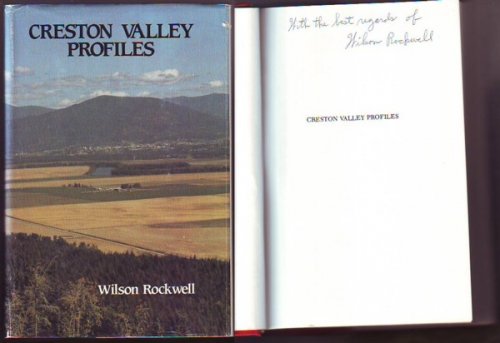 CRESTON VALLEY
PROFILES
Wilson Rockwell
With the best regards of
Wilson Rockwell
CRESTON VALLEY PROFILES